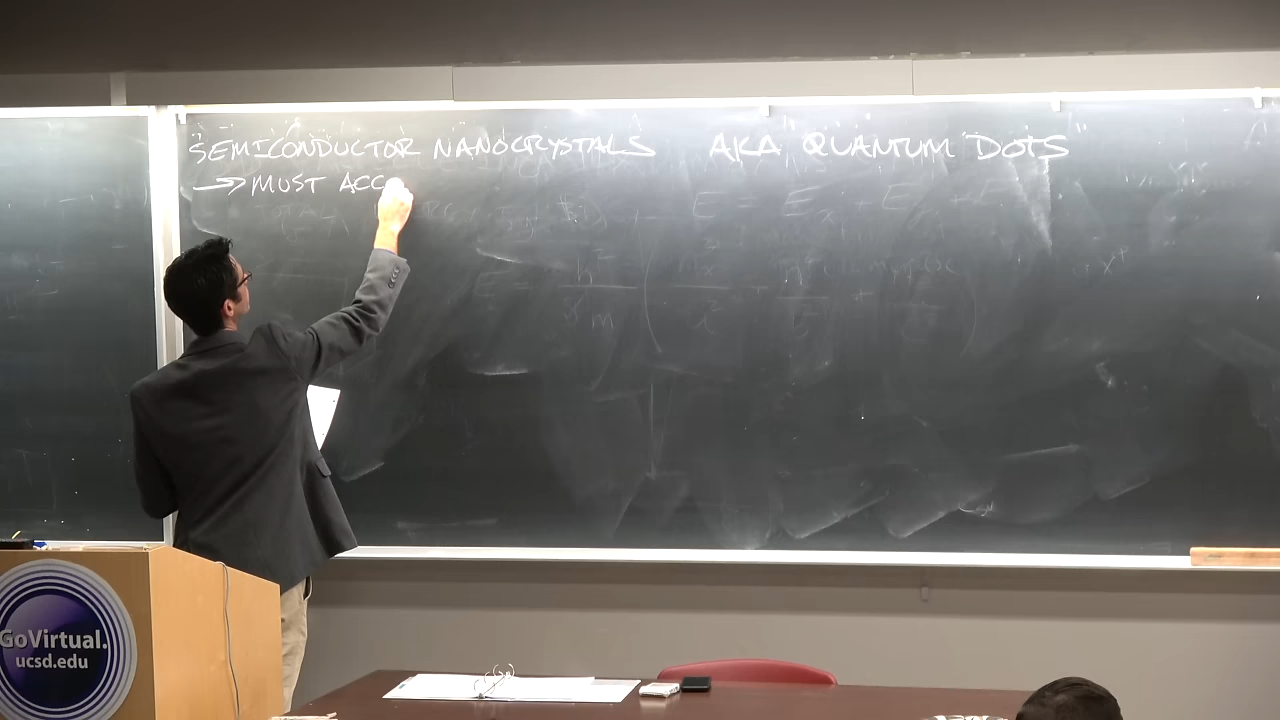 SEMICONDUCTOR NANOCRYSTALS AKA "QUANTUM DOTS"
→ MUST ACC
GoVirtual.
ucsd.edu